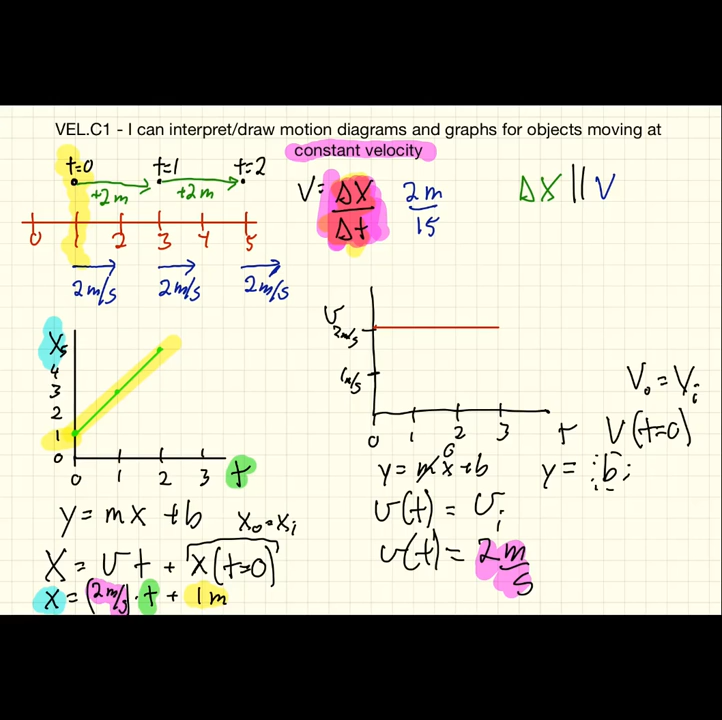 VEL.C1 - I can interpret/draw motion diagrams and graphs for objects moving at
constant velocity
t=0 t=1 t=2
+2m +2m
0 1 2 3 4 5
2m/s 2m/s 2m/s
V = ΔX/Δt 2m/1s
ΔX || V
X
5
4
3
2
1
0
0 1 2 3 t
y = mx + b
X₀ = Xᵢ
X = vt + X(t=0)
x = (2m/s) · t + 1m
v
2m/s
1m/s
0 1 2 3 t
0
y = mx + b
y = b
v(t) = vᵢ
v(t) = 2m/s
V₀ = Vᵢ
V(t=0)